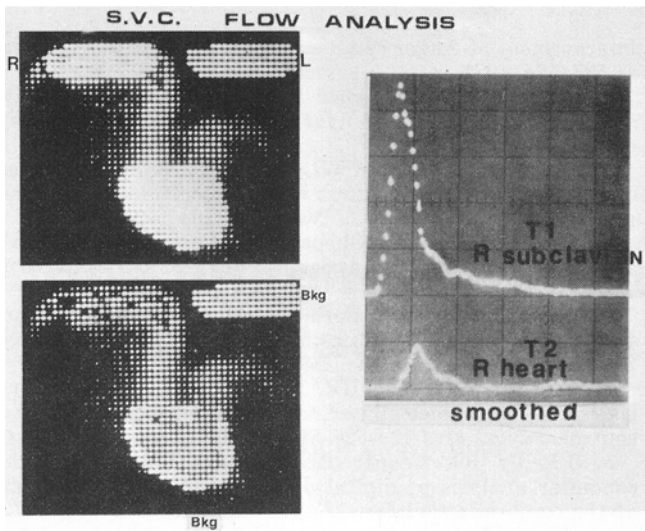 S.V.C. FLOW ANALYSIS
R
L
Bkg
Bkg
T1
R subclaviaN
T2
R heart
smoothed